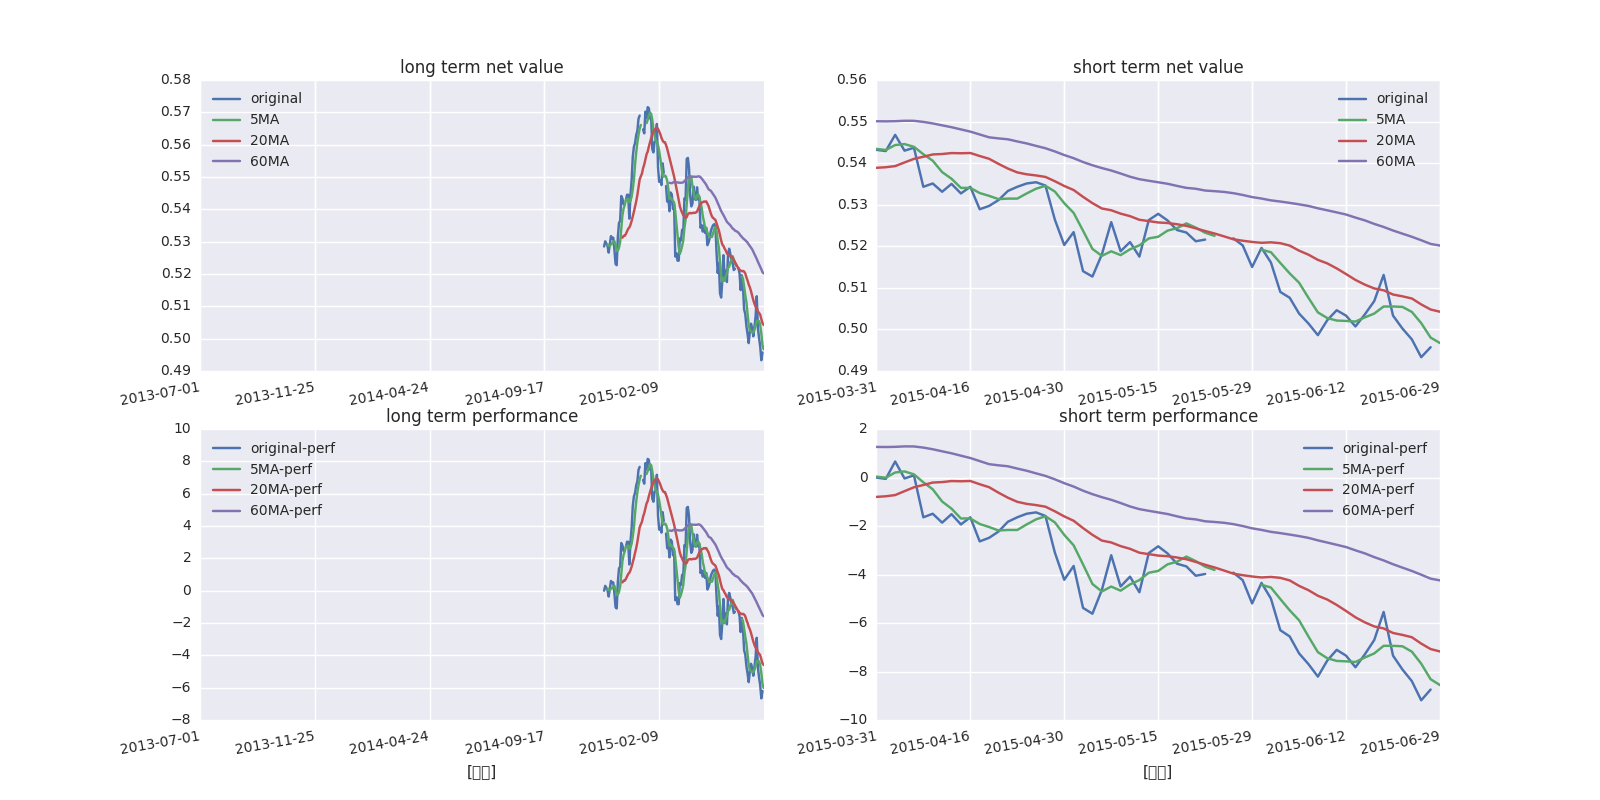 long term net value
0.58
0.57
0.56
0.55
0.54
0.53
0.52
0.51
0.50
0.49
original
5MA
20MA
60MA
2013-07-01
2013-11-25
2014-04-24
2014-09-17
2015-02-09
short term net value
0.56
0.55
0.54
0.53
0.52
0.51
0.50
0.49
original
5MA
20MA
60MA
2015-03-31
2015-04-16
2015-04-30
2015-05-15
2015-05-29
2015-06-12
2015-06-29
long term performance
10
8
6
4
2
0
−2
−4
−6
−8
original-perf
5MA-perf
20MA-perf
60MA-perf
2013-07-01
2013-11-25
2014-04-24
2014-09-17
2015-02-09
short term performance
2
0
−2
−4
−6
−8
−10
original-perf
5MA-perf
20MA-perf
60MA-perf
2015-03-31
2015-04-16
2015-04-30
2015-05-15
2015-05-29
2015-06-12
2015-06-29